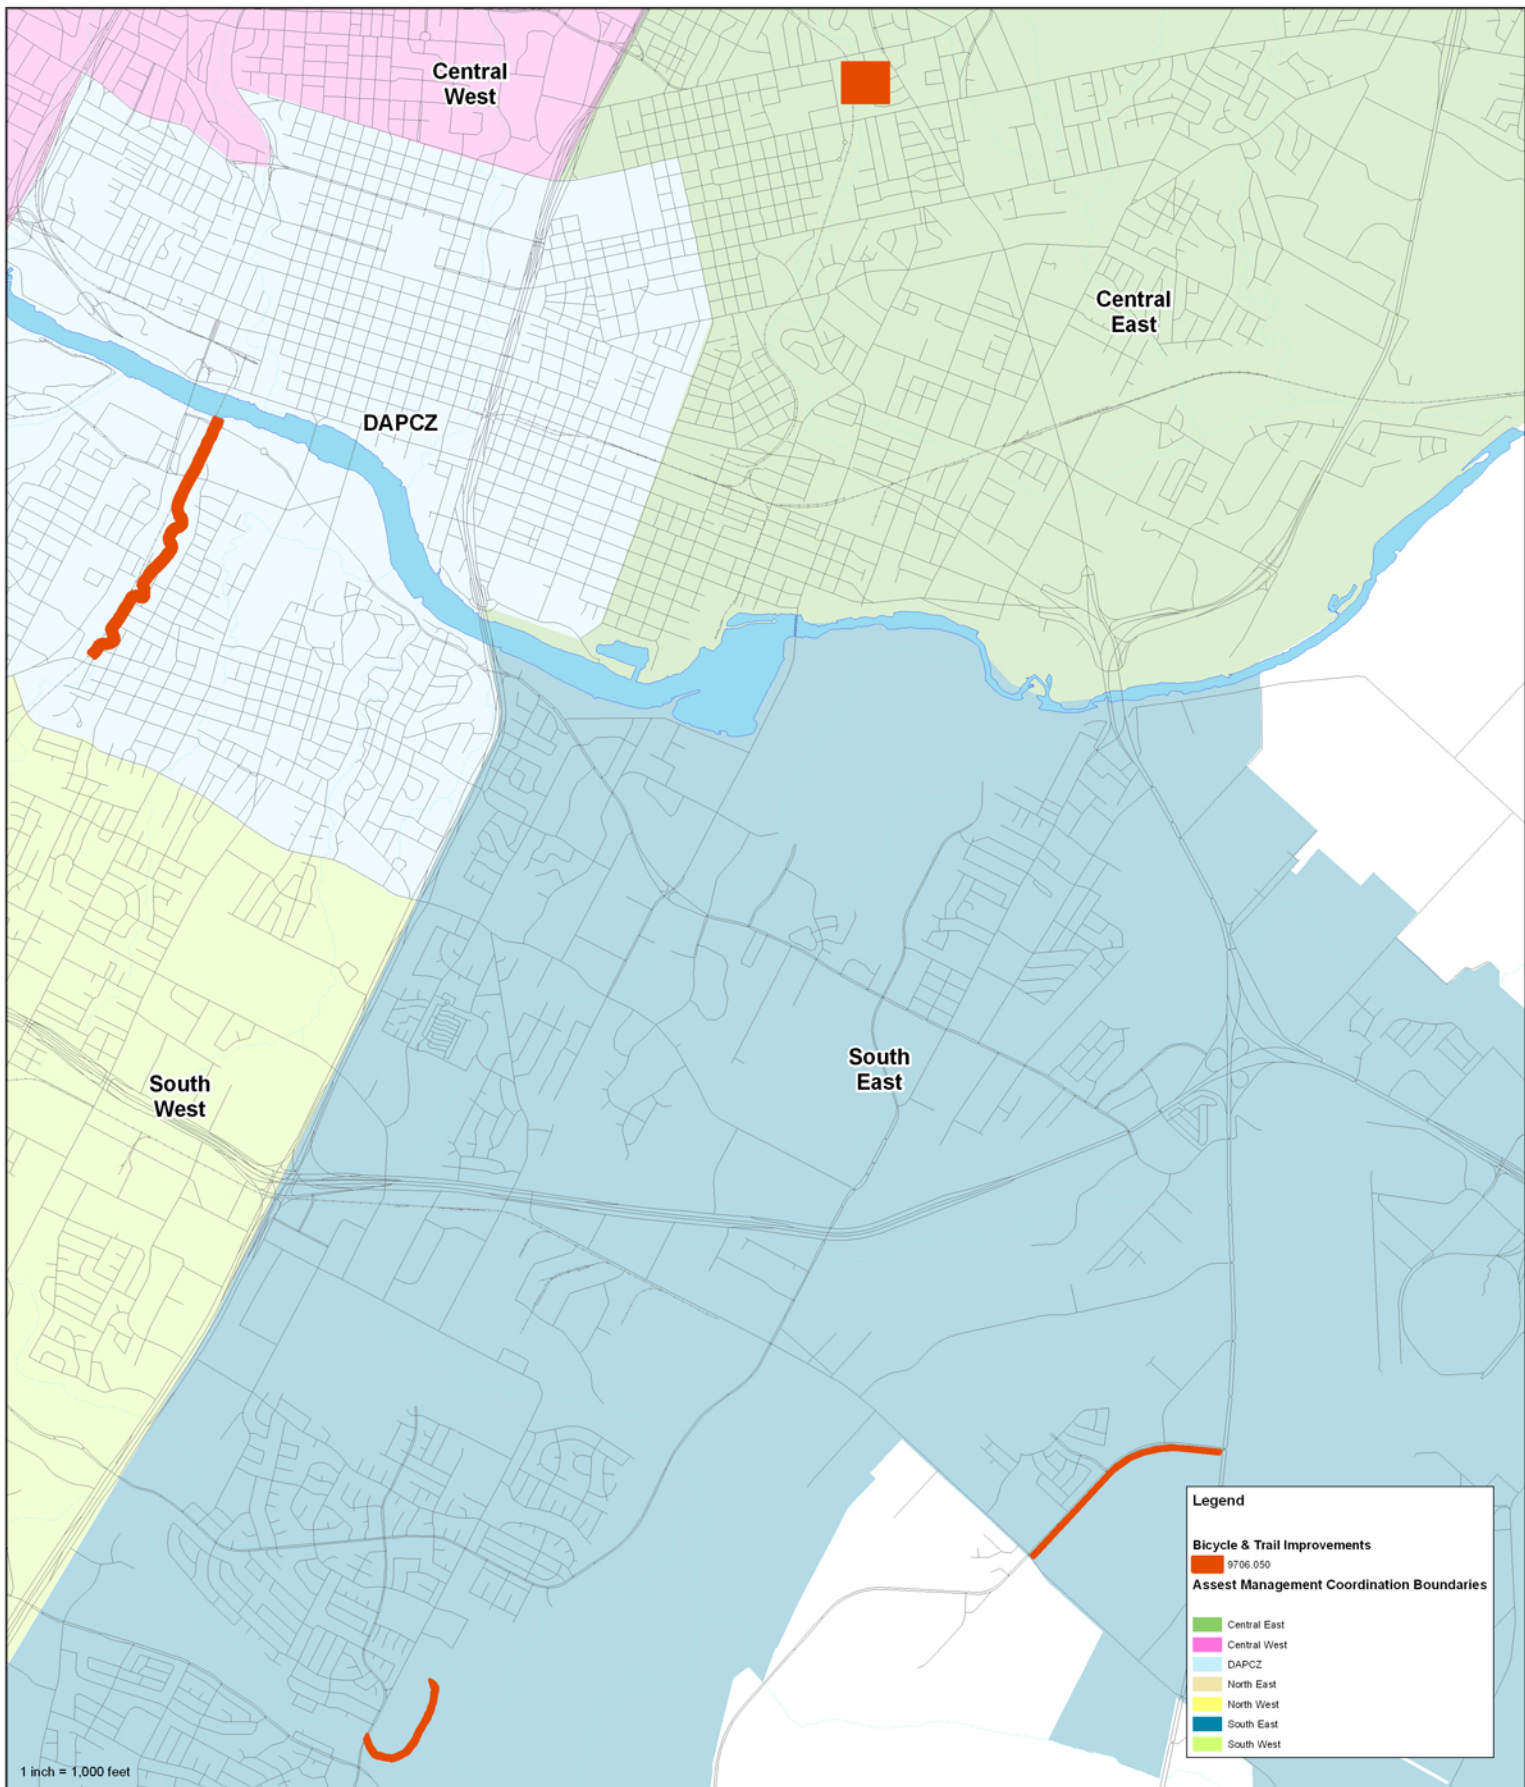 Central
West
Central
East
DAPCZ
South
East
South
West
Legend
Bicycle & Trail Improvements
9706.050
Assest Management Coordination Boundaries
Central East
Central West
DAPCZ
North East
North West
South East
South West
1 inch = 1,000 feet